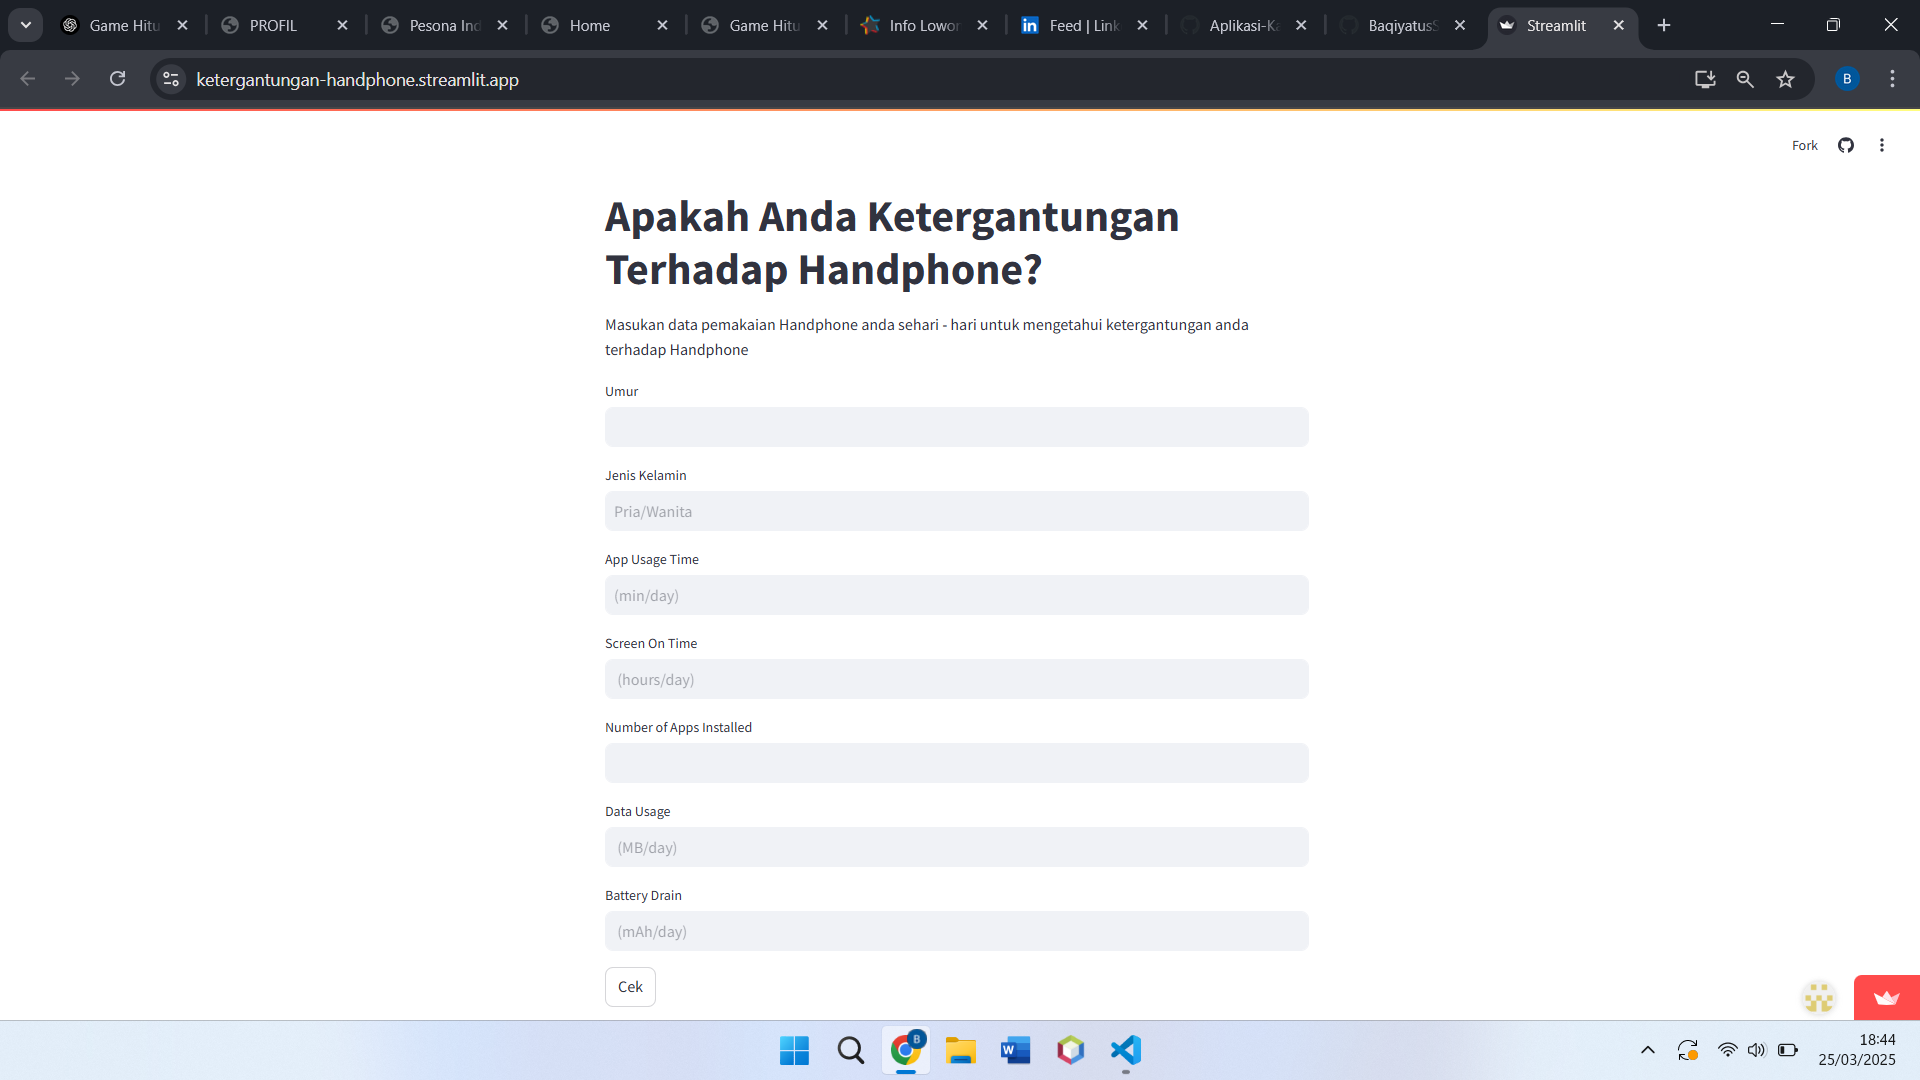 Game Hitu
PROFIL
Pesona Ind
Home
Game Hitu
Info Lowor
in Feed | Link
Aplikasi-Ka
BaqiyatusS
Streamlit
ketergantungan-handphone.streamlit.app
B
Fork
Apakah Anda Ketergantungan
Terhadap Handphone?
Masukan data pemakaian Handphone anda sehari - hari untuk mengetahui ketergantungan anda
terhadap Handphone
Umur
Jenis Kelamin
Pria/Wanita
App Usage Time
(min/day)
Screen On Time
(hours/day)
Number of Apps Installed
Data Usage
(MB/day)
Battery Drain
(mAh/day)
Cek
B
W
18:44
25/03/2025